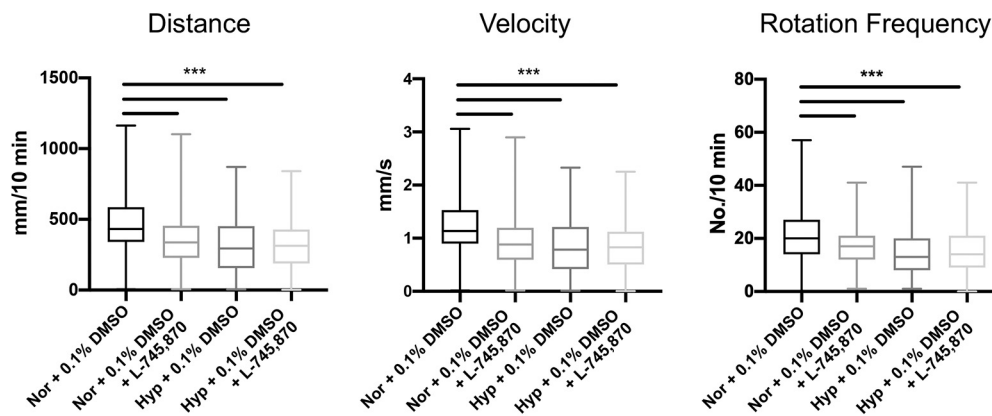 Distance
***
1500
1000
500
0
mm/10 min
Nor + 0.1% DMSO
Nor + 0.1% DMSO
+ L-745,870
Hyp + 0.1% DMSO
Hyp + 0.1% DMSO
+ L-745,870
Velocity
***
4
3
2
1
0
mm/s
Nor + 0.1% DMSO
Nor + 0.1% DMSO
+ L-745,870
Hyp + 0.1% DMSO
Hyp + 0.1% DMSO
+ L-745,870
Rotation Frequency
***
80
60
40
20
0
No./10 min
Nor + 0.1% DMSO
Nor + 0.1% DMSO
+ L-745,870
Hyp + 0.1% DMSO
Hyp + 0.1% DMSO
+ L-745,870